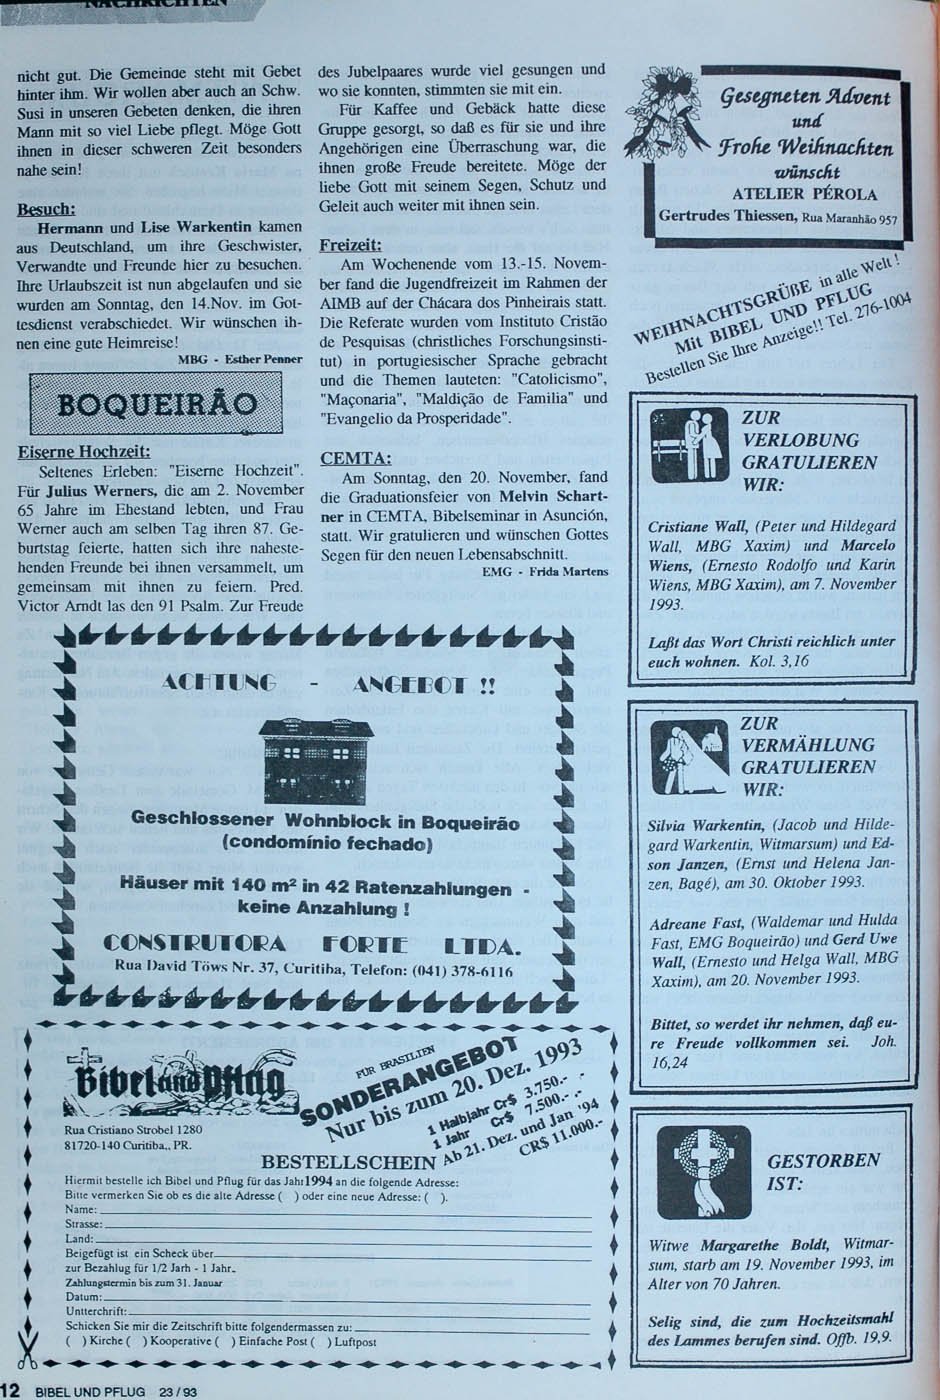 NACHRICHTEN
nicht gut. Die Gemeinde steht mit Gebet
hinter ihm. Wir wollen aber auch an Schw.
Susi in unseren Gebeten denken, die ihren
Mann mit so viel Liebe pflegt. Möge Gott
ihnen in dieser schweren Zeit besonders
nahe sein!
Besuch:
Hermann und Lise Warkentin kamen
aus Deutschland, um ihre Geschwister,
Verwandte und Freunde hier zu besuchen.
Ihre Urlaubszeit ist nun abgelaufen und sie
wurden am Sonntag, den 14.Nov. im Got-
tesdienst verabschiedet. Wir wünschen ih-
nen eine gute Heimreise!
MBG - Esther Penner
BOQUEIRÃO
Eiserne Hochzeit:
Seltenes Erleben: "Eiserne Hochzeit".
Für Julius Werners, die am 2. November
65 Jahre im Ehestand lebten, und Frau
Werner auch am selben Tag ihren 87. Ge-
burtstag feierte, hatten sich ihre naheste-
henden Freunde bei ihnen versammelt, um
gemeinsam mit ihnen zu feiern. Pred.
Victor Arndt las den 91 Psalm. Zur Freude
des Jubelpaares wurde viel gesungen und
wo sie konnten, stimmten sie mit ein.
Für Kaffee und Gebäck hatte diese
Gruppe gesorgt, so daß es für sie und ihre
Angehörigen eine Überraschung war, die
ihnen große Freude bereitete. Möge der
liebe Gott mit seinem Segen, Schutz und
Geleit auch weiter mit ihnen sein.
Freizeit:
Am Wochenende vom 13.-15. Novem-
ber fand die Jugendfreizeit im Rahmen der
AIMB auf der Chácara dos Pinheirais statt.
Die Referate wurden vom Instituto Cristão
de Pesquisas (christliches Forschungsinsti-
tut) in portugiesischer Sprache gebracht
und die Themen lauteten: "Catolicismo",
"Maçonaria", "Maldição de Familia" und
"Evangelio da Prosperidade".
CEMTA:
Am Sonntag, den 20. November, fand
die Graduationsfeier von Melvin Schart-
ner in CEMTA, Bibelseminar in Asunción,
statt. Wir gratulieren und wünschen Gottes
Segen für den neuen Lebensabschnitt.
EMG - Frida Martens
ACHTUNG - ANGEBOT !!
Geschlossener Wohnblock in Boqueirão
(condomínio fechado)
Häuser mit 140 m² in 42 Ratenzahlungen -
keine Anzahlung !
CONSTRUTORA FORTE LTDA.
Rua David Töws Nr. 37, Curitiba, Telefon: (041) 378-6116
Bibel und Pflug
Rua Cristiano Strobel 1280
81720-140 Curitiba,, PR.
FÜR BRASILIEN
SONDERANGEBOT
Nur bis zum 20. Dez. 1993
1 Halbjahr Cr$ 3.750.- -
1 Jahr Cr$ 7.500.- .-
Ab 21. Dez. und Jan '94
CR$ 11.000.-
BESTELLSCHEIN
Hiermit bestelle ich Bibel und Pflug für das Jahr1994 an die folgende Adresse:
Bitte vermerken Sie ob es die alte Adresse ( ) oder eine neue Adresse: ( ).
Name:
Strasse:
Land:
Beigefügt ist ein Scheck über
zur Bezahlug für 1/2 Jarh - 1 Jahr.
Zahlungstermin bis zum 31. Januar
Datum:
Untterchrift:
Schicken Sie mir die Zeitschrift bitte folgendermassen zu:
( ) Kirche ( ) Kooperative ( ) Einfache Post ( ) Luftpost
Gesegneten Advent
und
Frohe Weihnachten
wünscht
ATELIER PÉROLA
Gertrudes Thiessen, Rua Maranhão 957
WEIHNACHTSGRÜßE in alle Welt !
Mit BIBEL UND PFLUG
Bestellen Sie Ihre Anzeige!! Tel. 276-1004
ZUR
VERLOBUNG
GRATULIEREN
WIR:
Cristiane Wall, (Peter und Hildegard
Wall, MBG Xaxim) und Marcelo
Wiens, (Ernesto Rodolfo und Karin
Wiens, MBG Xaxim), am 7. November
1993.
Laßt das Wort Christi reichlich unter
euch wohnen. Kol. 3,16
ZUR
VERMÄHLUNG
GRATULIEREN
WIR:
Silvia Warkentin, (Jacob und Hilde-
gard Warkentin, Witmarsum) und Ed-
son Janzen, (Ernst und Helena Jan-
zen, Bagé), am 30. Oktober 1993.
Adreane Fast, (Waldemar und Hulda
Fast, EMG Boqueirão) und Gerd Uwe
Wall, (Ernesto und Helga Wall, MBG
Xaxim), am 20. November 1993.
Bittet, so werdet ihr nehmen, daß eu-
re Freude vollkommen sei. Joh.
16,24
GESTORBEN
IST:
Witwe Margarethe Boldt, Witmar-
sum, starb am 19. November 1993, im
Alter von 70 Jahren.
Selig sind, die zum Hochzeitsmahl
des Lammes berufen sind. Offb. 19,9.
12 BIBEL UND PFLUG 23/93